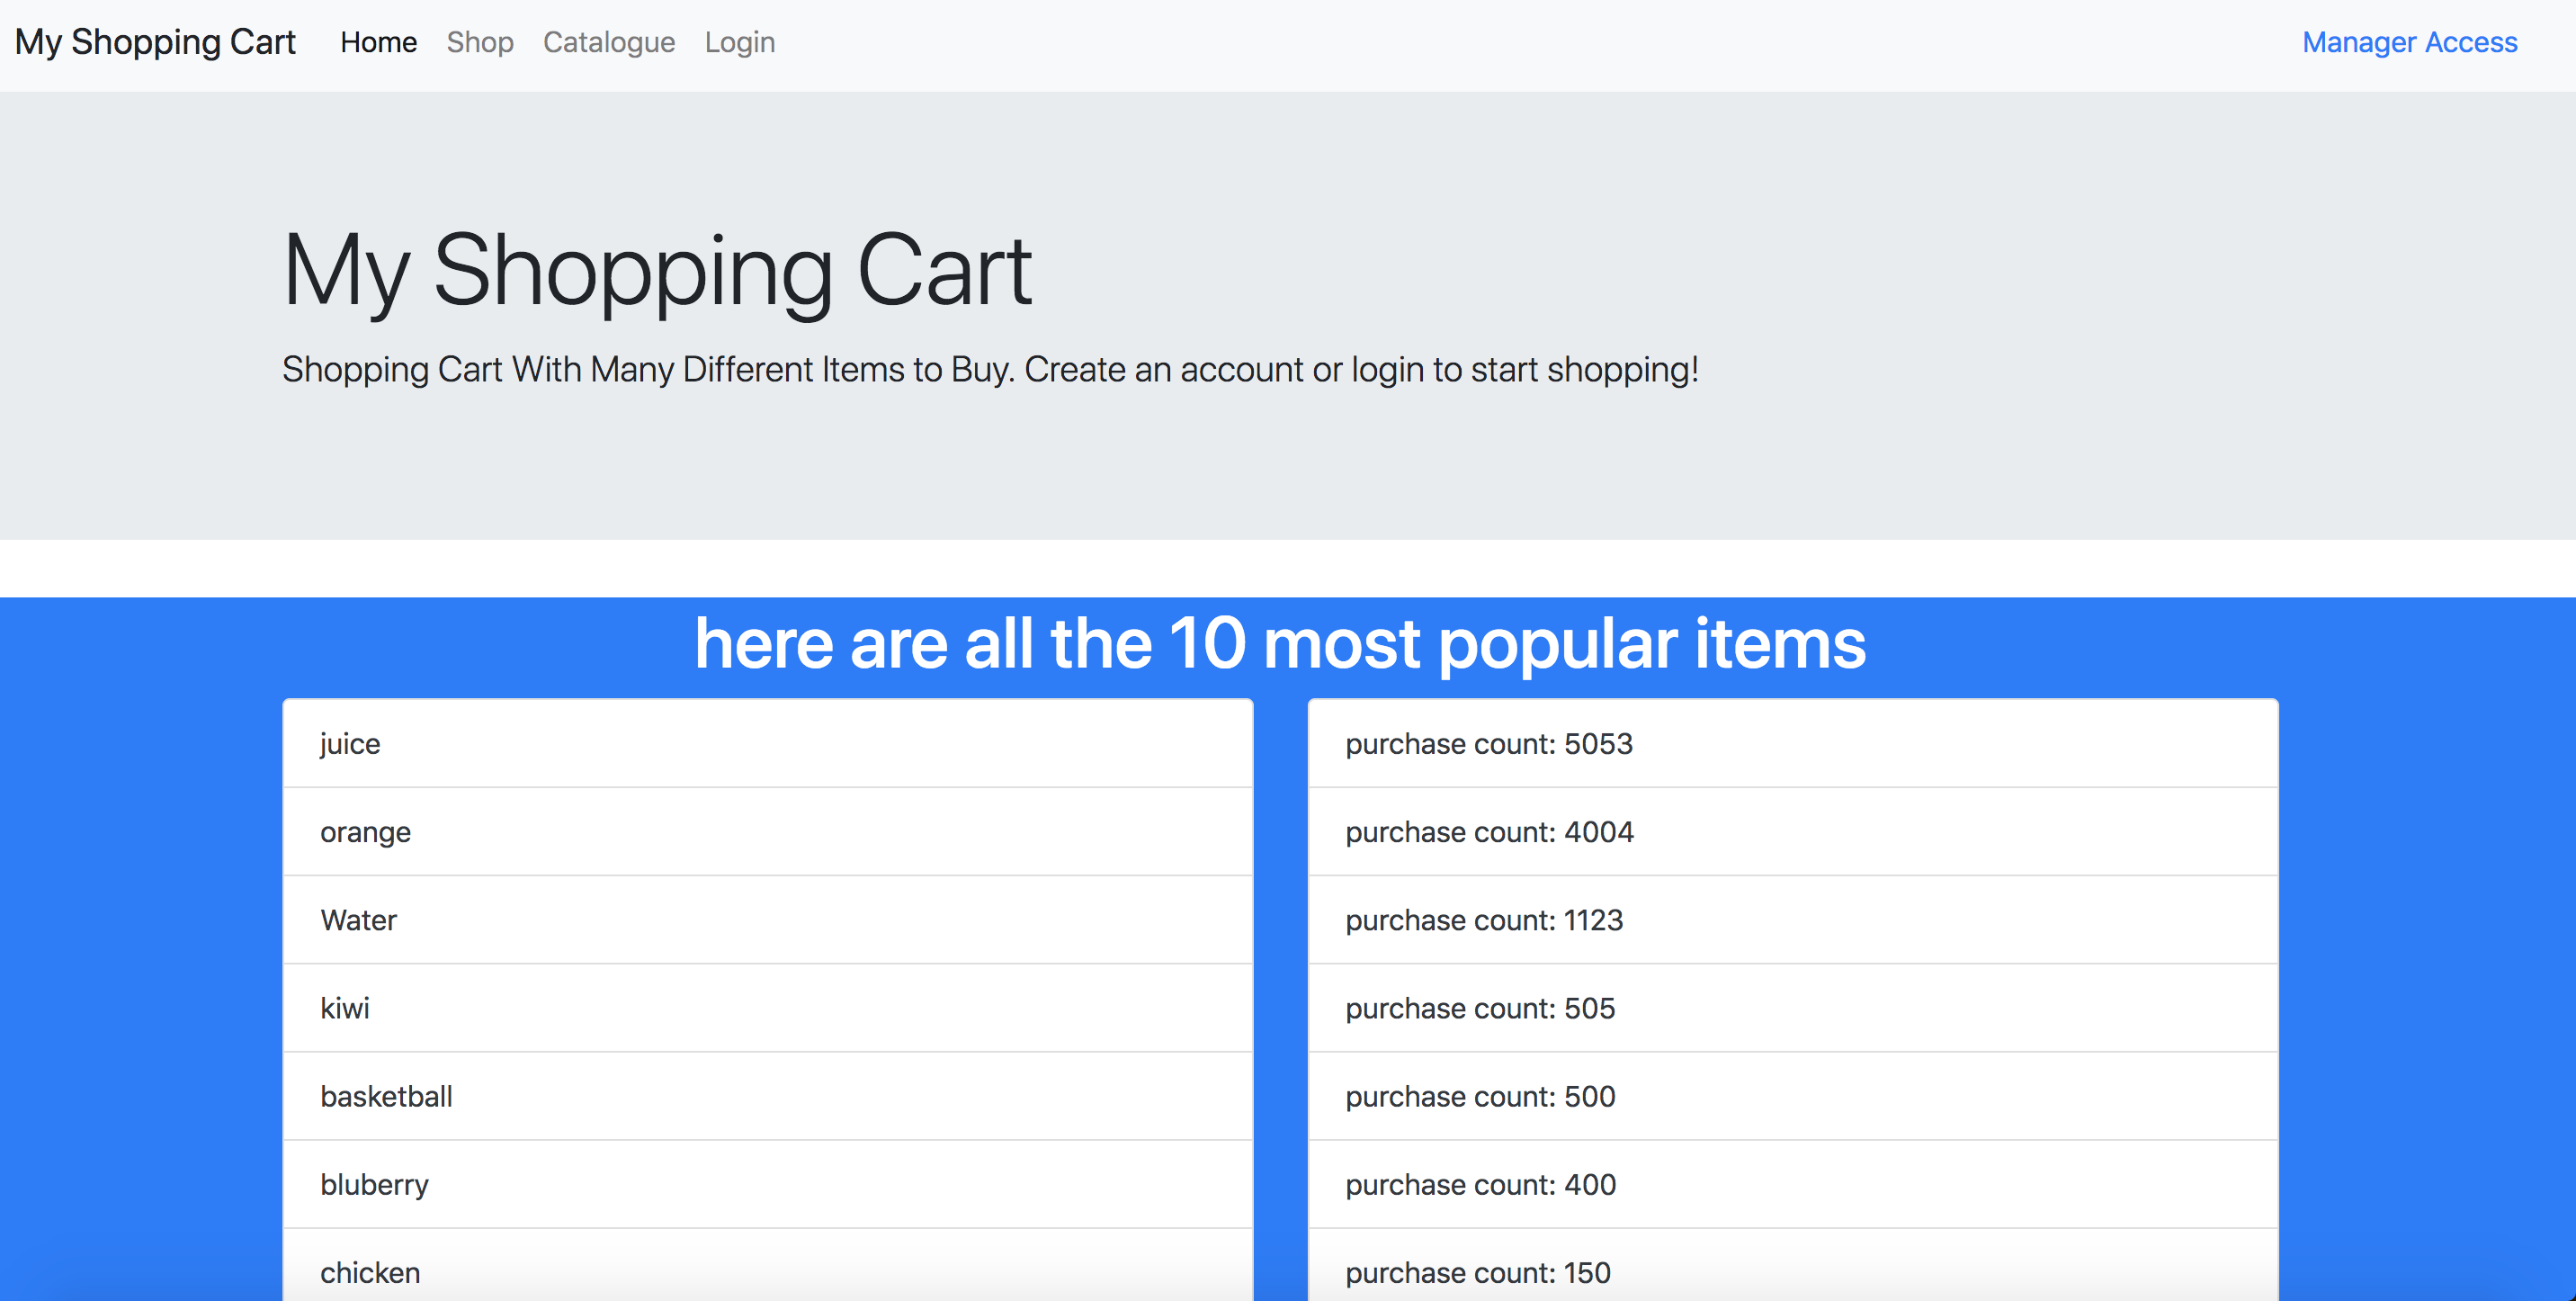 My Shopping Cart Home Shop Catalogue Login Manager Access
My Shopping Cart
Shopping Cart With Many Different Items to Buy. Create an account or login to start shopping!
here are all the 10 most popular items
juice purchase count: 5053
orange purchase count: 4004
Water purchase count: 1123
kiwi purchase count: 505
basketball purchase count: 500
bluberry purchase count: 400
chicken purchase count: 150